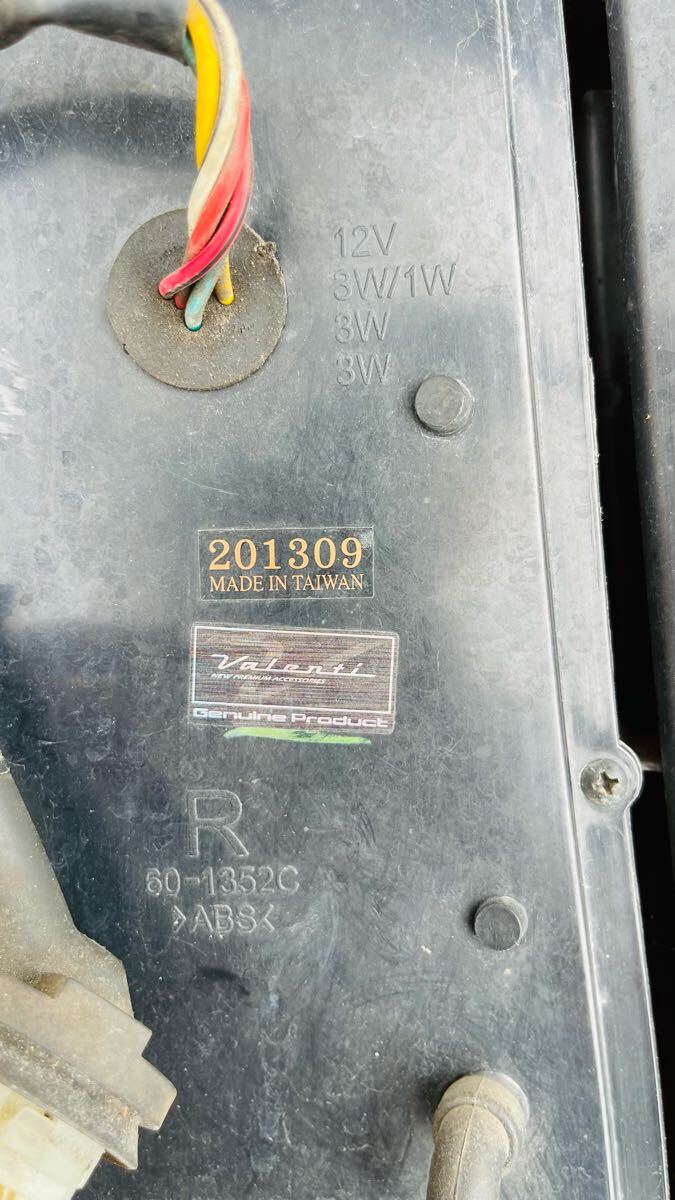 12V
3W/1W
3W
3W
201309
MADE IN TAIWAN
Valenti
NEW PREMIUM ACCESSORIES
Genuine Product
R
60-1352C
>ABS<